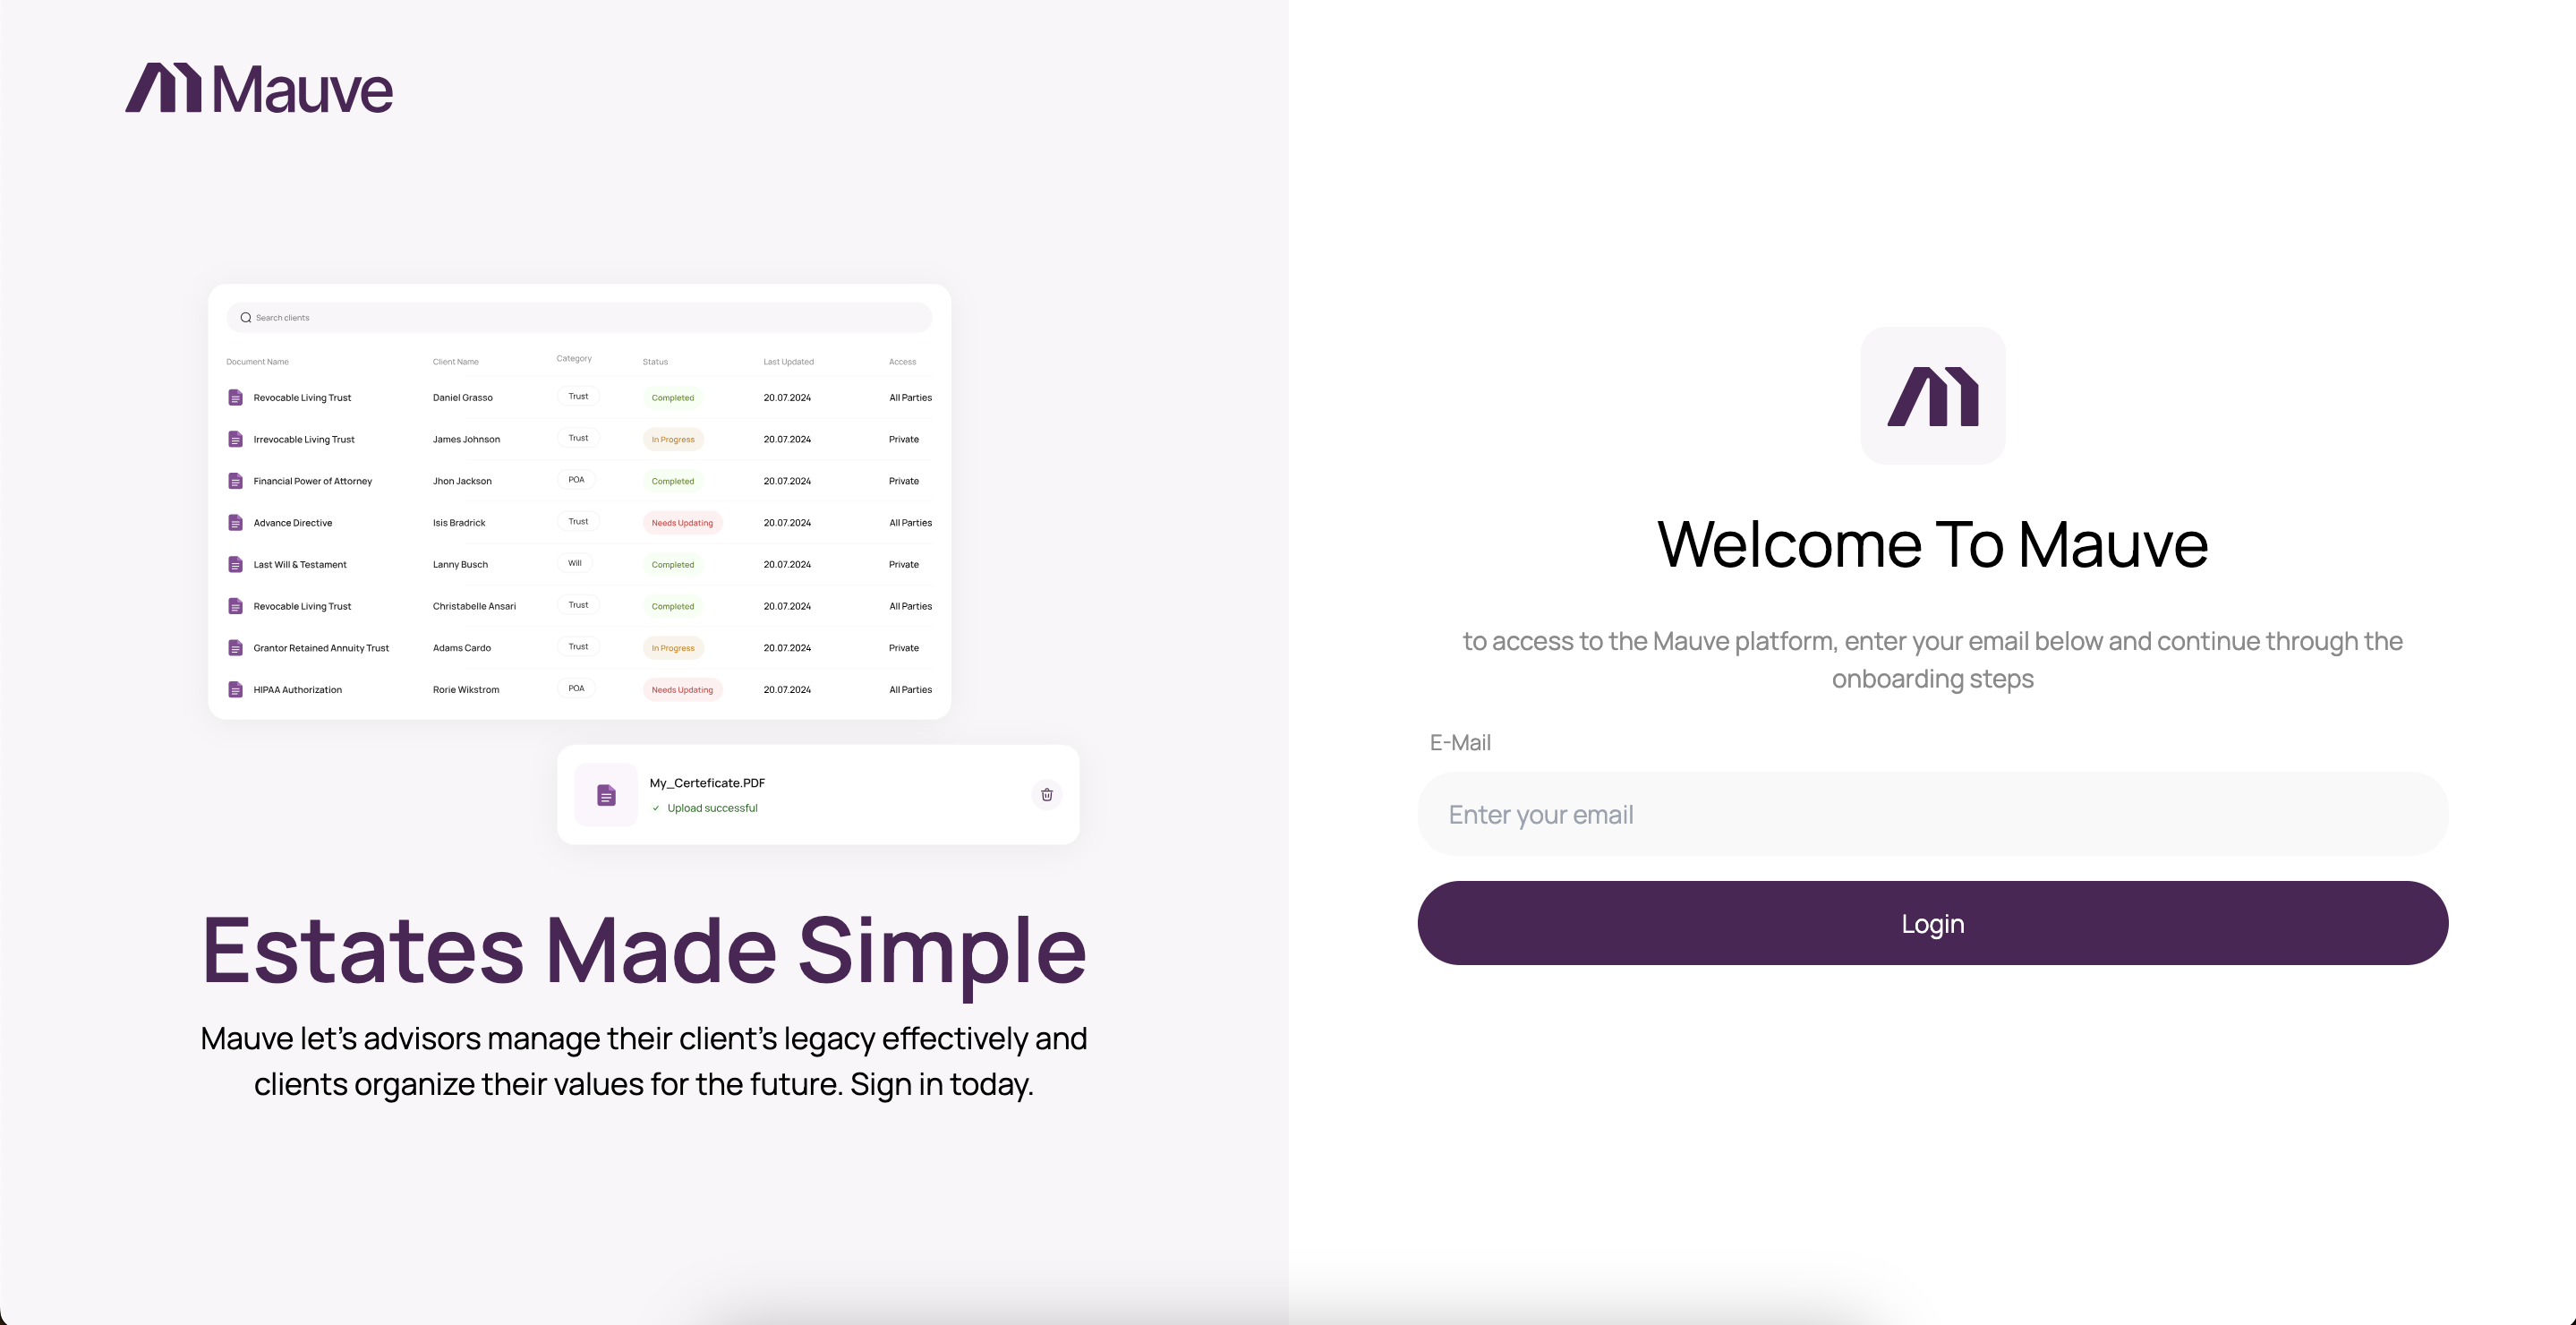 Mauve
Search clients
Document Name Client Name Category Status Last Updated Access
Revocable Living Trust Daniel Grasso Trust Completed 20.07.2024 All Parties
Irrevocable Living Trust James Johnson Trust In Progress 20.07.2024 Private
Financial Power of Attorney Jhon Jackson POA Completed 20.07.2024 Private
Advance Directive Isis Bradrick Trust Needs Updating 20.07.2024 All Parties
Last Will & Testament Lanny Busch Will Completed 20.07.2024 Private
Revocable Living Trust Christabelle Ansari Trust Completed 20.07.2024 All Parties
Grantor Retained Annuity Trust Adams Cardo Trust In Progress 20.07.2024 Private
HIPAA Authorization Rorie Wikstrom POA Needs Updating 20.07.2024 All Parties
My_Certeficate.PDF
Upload successful
Estates Made Simple
Mauve let's advisors manage their client's legacy effectively and
clients organize their values for the future. Sign in today.
Welcome To Mauve
to access to the Mauve platform, enter your email below and continue through the
onboarding steps
E-Mail
Enter your email
Login